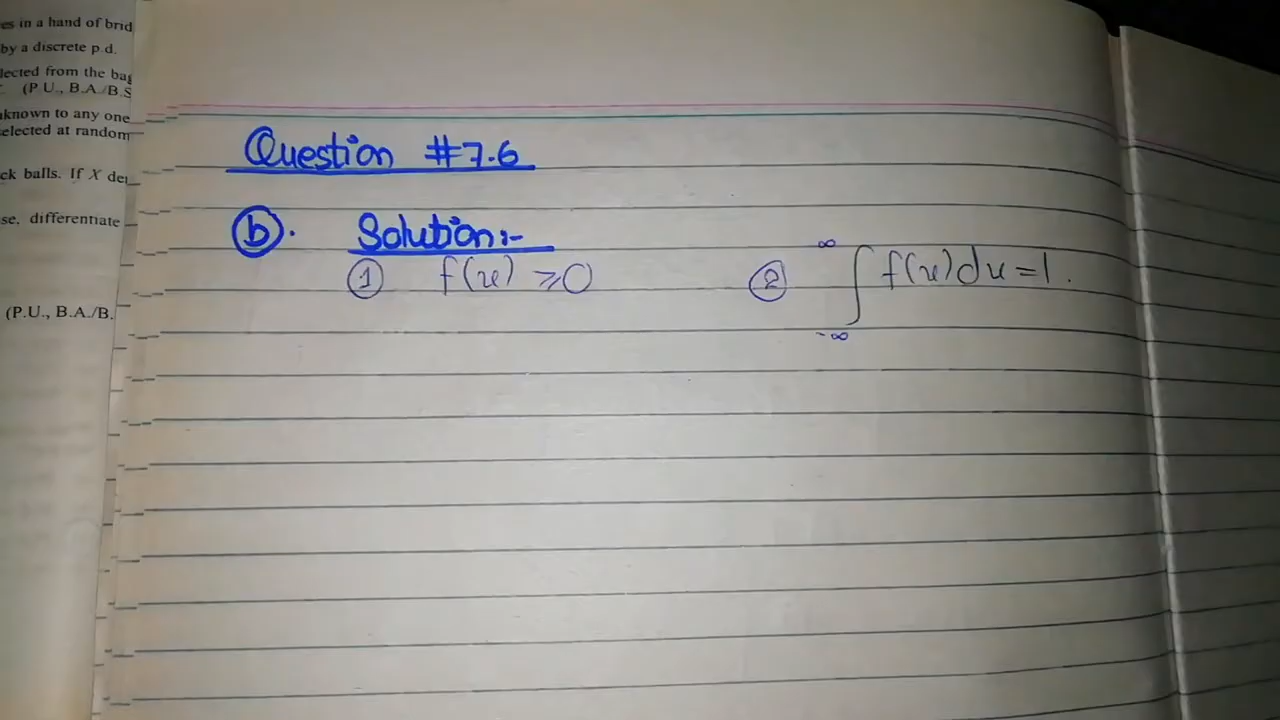 es in a hand of brid
by a discrete p.d.
lected from the bag
(P.U., B.A./B.S
nknown to any one
selected at random
ck balls. If X de
se, differentiate
(P.U., B.A./B.
Question #7.6
(b). Solution:-
① f(x) ⩾0 ② ∞ ∫ -∞ f(x)dx=1.